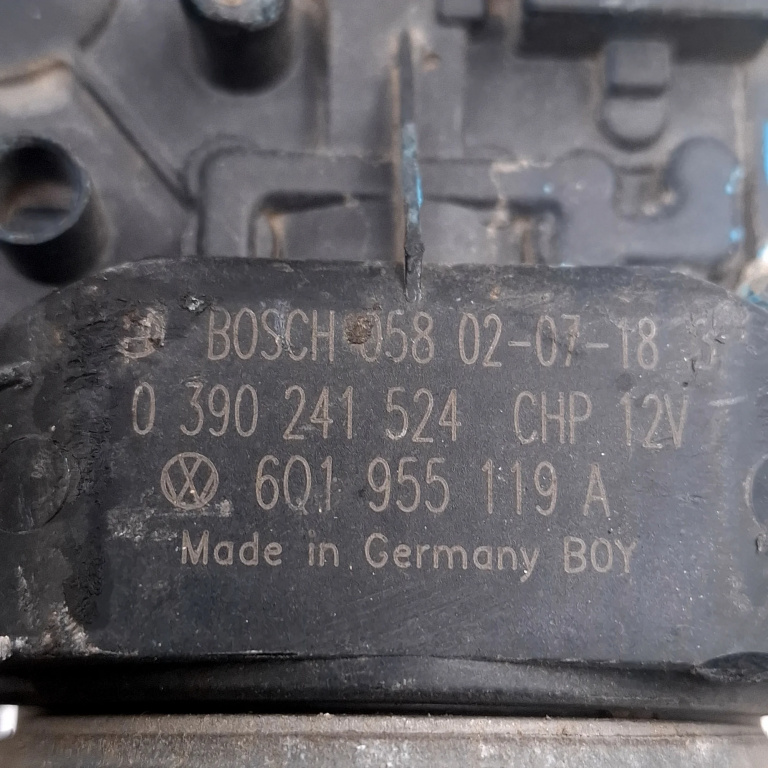 BOSCH 058 02-07-18
0 390 241 524 CHP 12V
6Q1 955 119 A
Made in Germany BOY